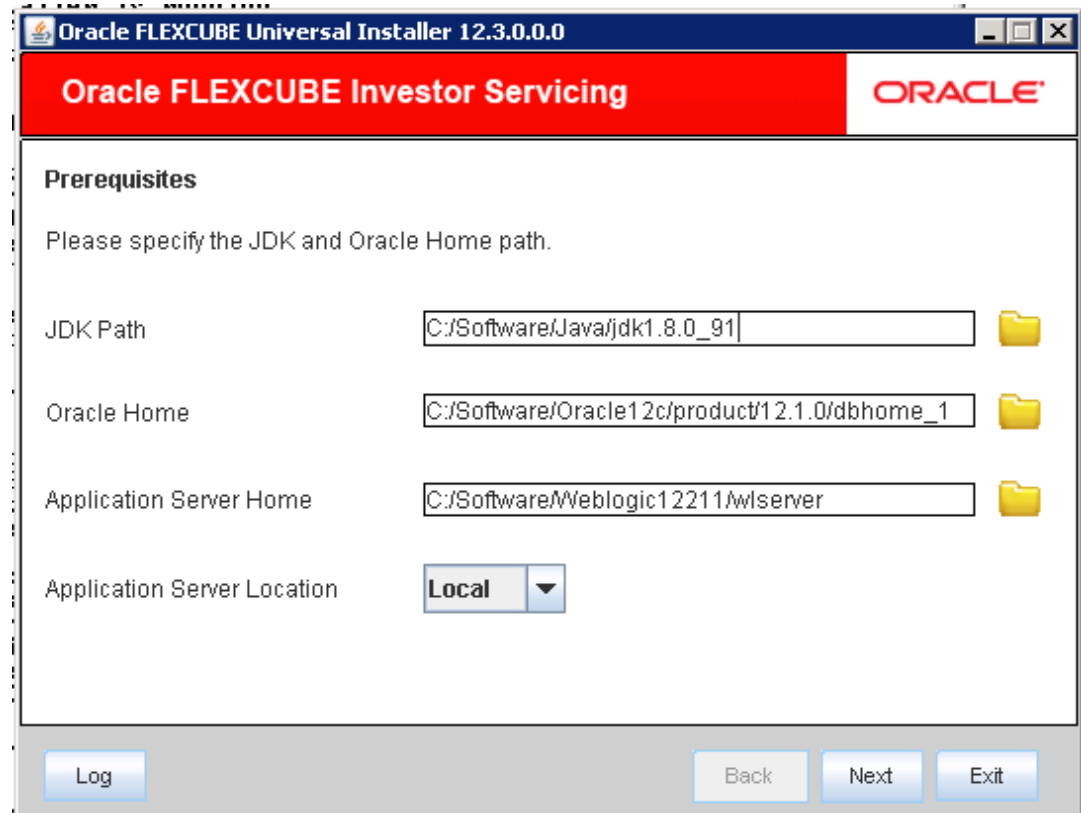 Oracle FLEXCUBE Universal Installer 12.3.0.0.0
Oracle FLEXCUBE Investor Servicing
ORACLE
Prerequisites
Please specify the JDK and Oracle Home path.
JDK Path
C:/Software/Java/jdk1.8.0_91
Oracle Home
C:/Software/Oracle12c/product/12.1.0/dbhome_1
Application Server Home
C:/Software/Weblogic12211/wlserver
Application Server Location
Local
Log
Back
Next
Exit